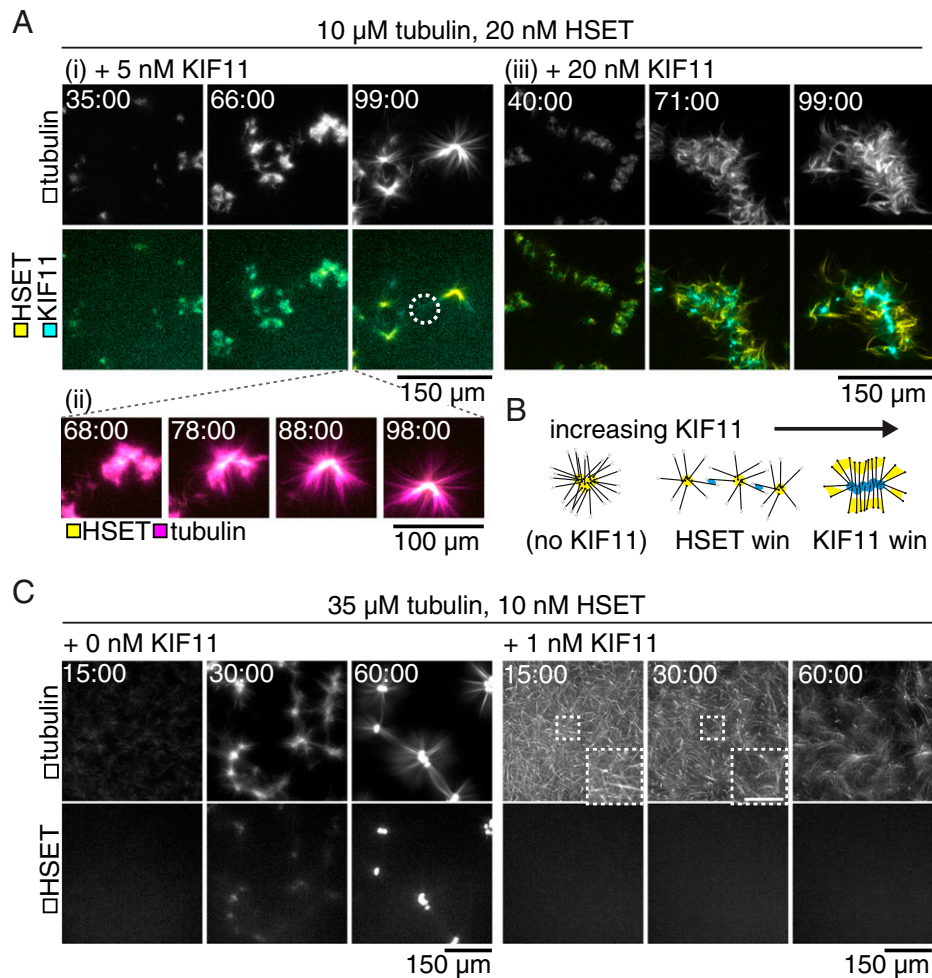 A
10 µM tubulin, 20 nM HSET
(i) + 5 nM KIF11
(iii) + 20 nM KIF11
35:00
66:00
99:00
40:00
71:00
99:00
tubulin
HSET
KIF11
150 µm
150 µm
(ii)
68:00
78:00
88:00
98:00
HSET tubulin
100 µm
B
increasing KIF11
(no KIF11)
HSET win
KIF11 win
C
35 µM tubulin, 10 nM HSET
+ 0 nM KIF11
+ 1 nM KIF11
15:00
30:00
60:00
15:00
30:00
60:00
tubulin
HSET
150 µm
150 µm